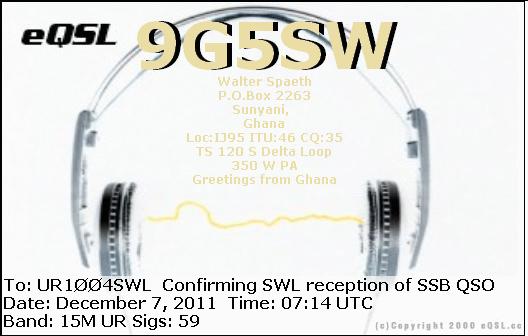 eQSL 9G5SW
Walter Spaeth
P.O.Box 2263
Sunyani,
Ghana
Loc:IJ95 ITU:46 CQ:35
TS 120 S Delta Loop
350 W PA
Greetings from Ghana
To: UR1ØØ4SWL Confirming SWL reception of SSB QSO
Date: December 7, 2011 Time: 07:14 UTC
Band: 15M UR Sigs: 59
(c)Copyright 2000 eQSL.cc